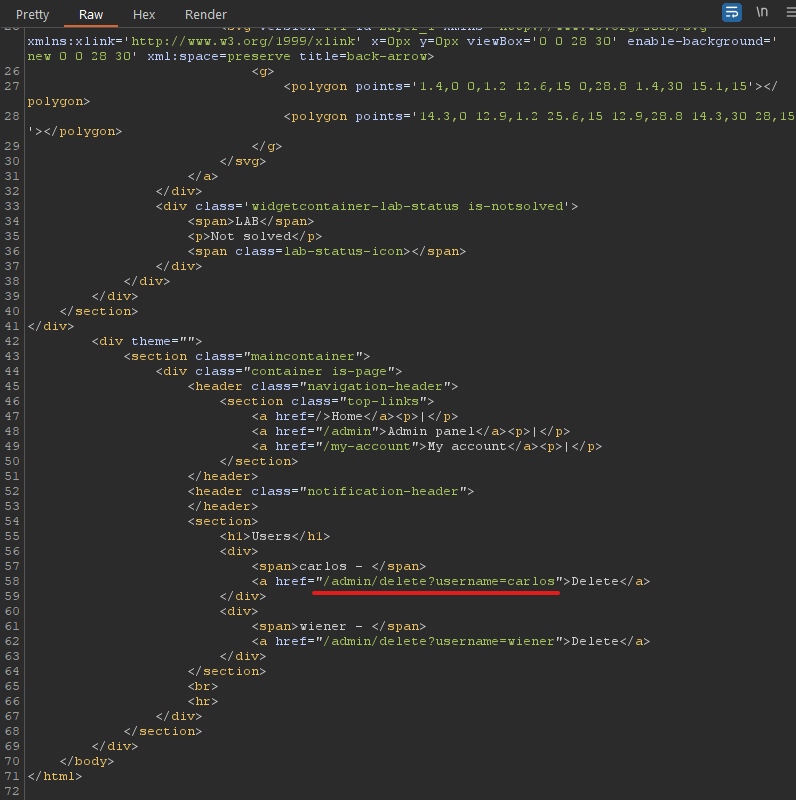 Pretty Raw Hex Render \n
xmlns:xlink='http://www.w3.org/1999/xlink' x=0px y=0px viewBox='0 0 28 30' enable-background='
new 0 0 28 30' xml:space=preserve title=back-arrow>
26 <g>
27 <polygon points='1.4,0 0,1.2 12.6,15 0,28.8 1.4,30 15.1,15'></
polygon>
28 <polygon points='14.3,0 12.9,1.2 25.6,15 12.9,28.8 14.3,30 28,15
'></polygon>
29 </g>
30 </svg>
31 </a>
32 </div>
33 <div class='widgetcontainer-lab-status is-notsolved'>
34 <span>LAB</span>
35 <p>Not solved</p>
36 <span class=lab-status-icon></span>
37 </div>
38 </div>
39 </div>
40 </section>
41 </div>
42 <div theme="">
43 <section class="maincontainer">
44 <div class="container is-page">
45 <header class="navigation-header">
46 <section class="top-links">
47 <a href=/>Home</a><p>|</p>
48 <a href="/admin">Admin panel</a><p>|</p>
49 <a href="/my-account">My account</a><p>|</p>
50 </section>
51 </header>
52 <header class="notification-header">
53 </header>
54 <section>
55 <h1>Users</h1>
56 <div>
57 <span>carlos - </span>
58 <a href="/admin/delete?username=carlos">Delete</a>
59 </div>
60 <div>
61 <span>wiener - </span>
62 <a href="/admin/delete?username=wiener">Delete</a>
63 </div>
64 </section>
65 <br>
66 <hr>
67 </div>
68 </section>
69 </div>
70 </body>
71 </html>
72